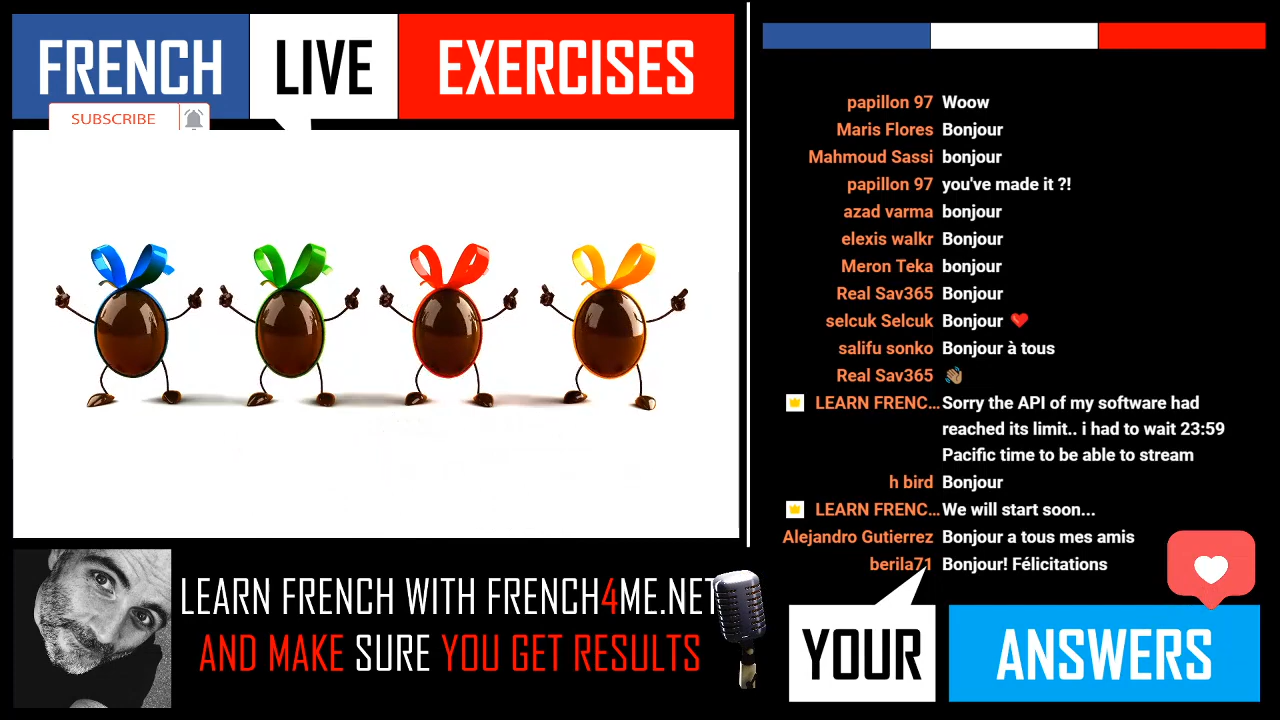 FRENCH LIVE EXERCISES
SUBSCRIBE
papillon 97 Woow
Maris Flores Bonjour
Mahmoud Sassi bonjour
papillon 97 you've made it ?!
azad varma bonjour
elexis walkr Bonjour
Meron Teka bonjour
Real Sav365 Bonjour
selcuk Selcuk Bonjour ❤️
salifu sonko Bonjour à tous
Real Sav365 👋🏽
LEARN FRENC... Sorry the API of my software had
reached its limit.. i had to wait 23:59
Pacific time to be able to stream
h bird Bonjour
LEARN FRENC... We will start soon...
Alejandro Gutierrez Bonjour a tous mes amis
berila71 Bonjour! Félicitations
LEARN FRENCH WITH FRENCH4ME.NET
AND MAKE SURE YOU GET RESULTS
YOUR ANSWERS